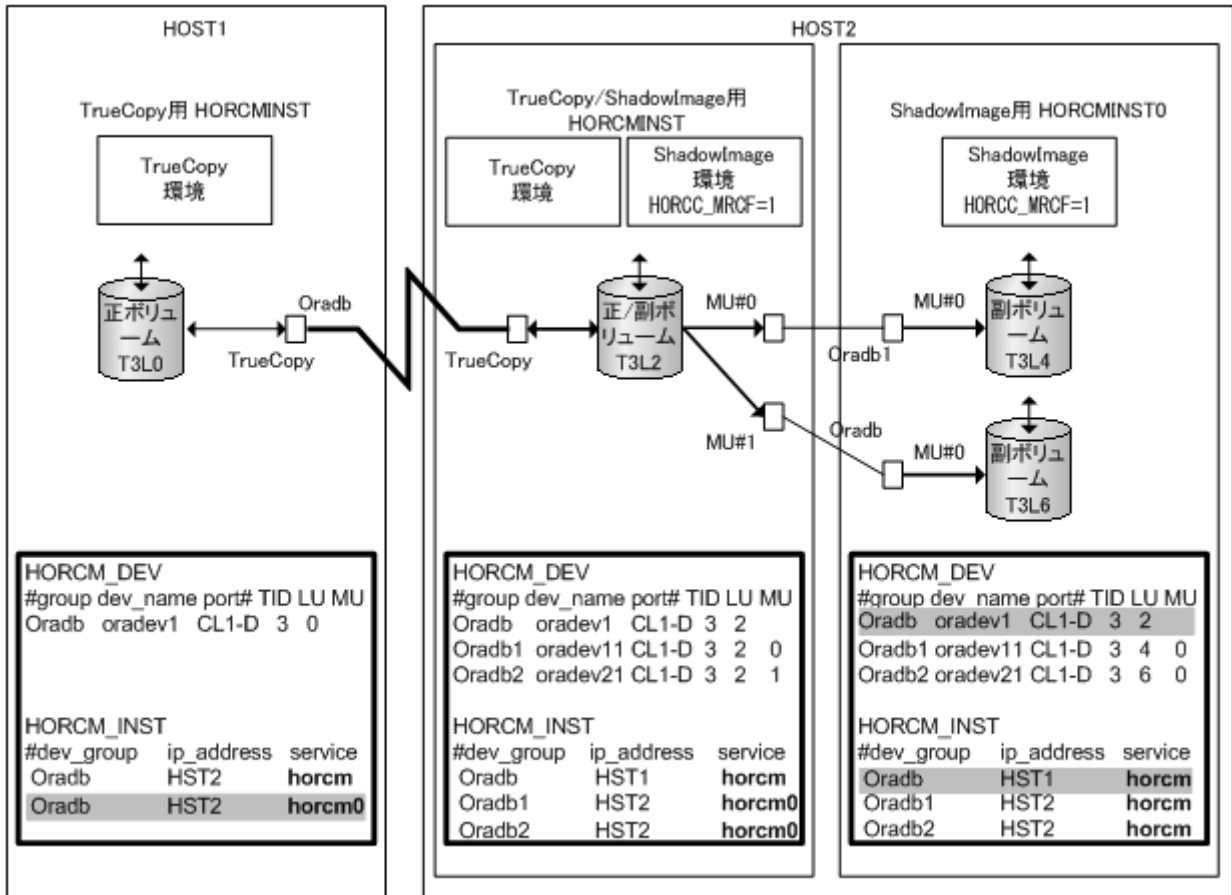 HOST1
TrueCopy用 HORCMINST
TrueCopy
環境
正ボリュ
ーム
T3L0
Oradb
TrueCopy
HORCM_DEV
#group dev_name port# TID LU MU
Oradb oradev1 CL1-D 3 0
HORCM_INST
#dev_group ip_address service
Oradb HST2 horcm
Oradb HST2 horcm0
HOST2
TrueCopy/ShadowImage用
HORCMINST
TrueCopy
環境
ShadowImage
環境
HORCC_MRCF=1
TrueCopy
正/副ボ
リューム
T3L2
MU#0
MU#1
Oradb1
Oradb
HORCM_DEV
#group dev_name port# TID LU MU
Oradb oradev1 CL1-D 3 2
Oradb1 oradev11 CL1-D 3 2 0
Oradb2 oradev21 CL1-D 3 2 1
HORCM_INST
#dev_group ip_address service
Oradb HST1 horcm
Oradb1 HST2 horcm0
Oradb2 HST2 horcm0
ShadowImage用 HORCMINST0
ShadowImage
環境
HORCC_MRCF=1
MU#0
副ボリュ
ーム
T3L4
MU#0
副ボリュ
ーム
T3L6
HORCM_DEV
#group dev_name port# TID LU MU
Oradb oradev1 CL1-D 3 2
Oradb1 oradev11 CL1-D 3 4 0
Oradb2 oradev21 CL1-D 3 6 0
HORCM_INST
#dev_group ip_address service
Oradb HST1 horcm
Oradb1 HST2 horcm
Oradb2 HST2 horcm